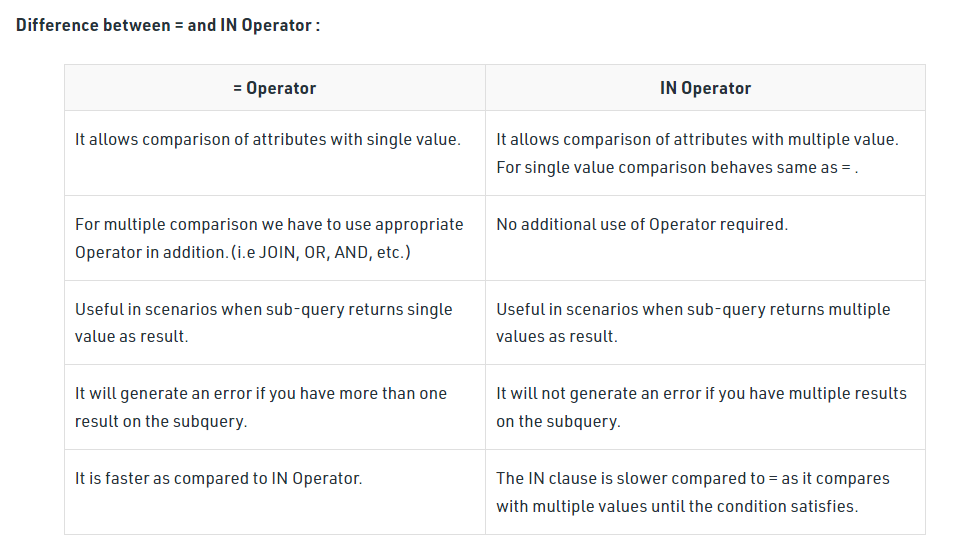 Difference between = and IN Operator :
= Operator
IN Operator
It allows comparison of attributes with single value.
It allows comparison of attributes with multiple value.
For single value comparison behaves same as = .
For multiple comparison we have to use appropriate
Operator in addition.(i.e JOIN, OR, AND, etc.)
No additional use of Operator required.
Useful in scenarios when sub-query returns single
value as result.
Useful in scenarios when sub-query returns multiple
values as result.
It will generate an error if you have more than one
result on the subquery.
It will not generate an error if you have multiple results
on the subquery.
It is faster as compared to IN Operator.
The IN clause is slower compared to = as it compares
with multiple values until the condition satisfies.